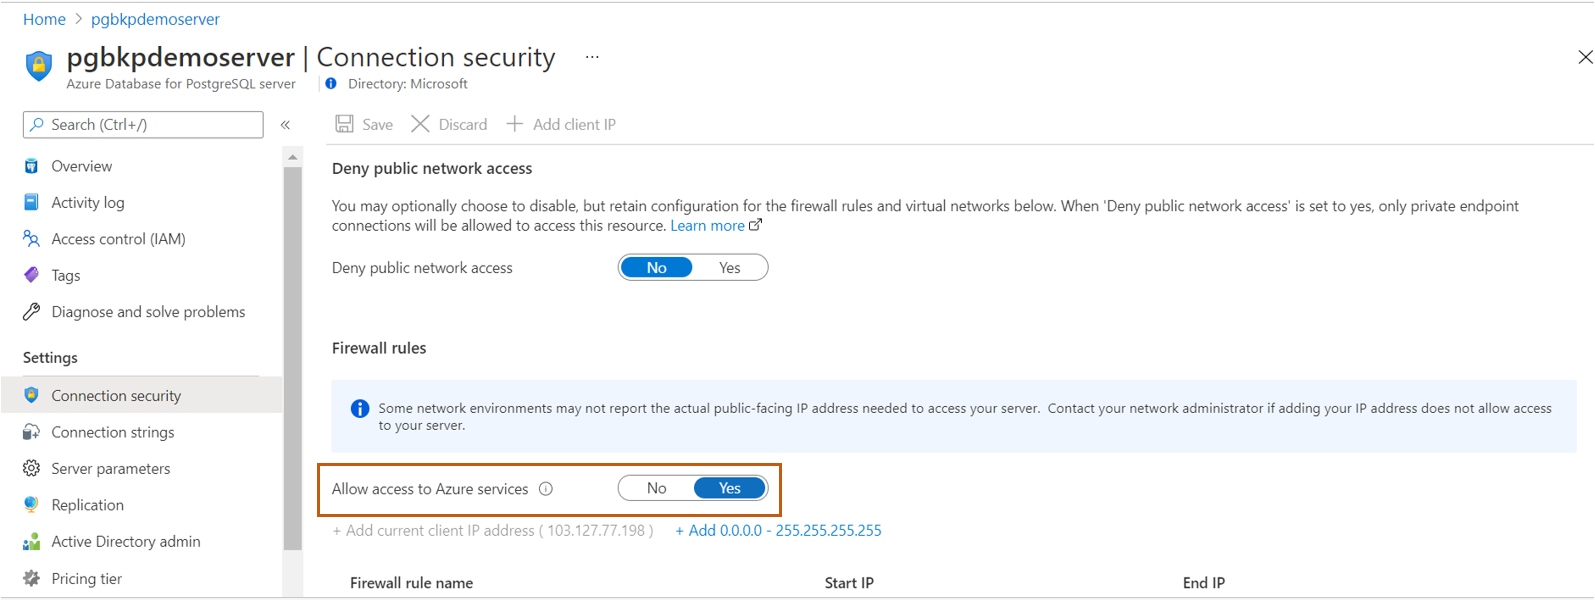 Home > pgbkpdemoserver
pgbkpdemoserver | Connection security ...
Azure Database for PostgreSQL server
Directory: Microsoft
Search (Ctrl+/)
«
Save
Discard
Add client IP
Overview
Activity log
Access control (IAM)
Tags
Diagnose and solve problems
Settings
Connection security
Connection strings
Server parameters
Replication
Active Directory admin
Pricing tier
Deny public network access
You may optionally choose to disable, but retain configuration for the firewall rules and virtual networks below. When 'Deny public network access' is set to yes, only private endpoint
connections will be allowed to access this resource. Learn more
Deny public network access No Yes
Firewall rules
Some network environments may not report the actual public-facing IP address needed to access your server. Contact your network administrator if adding your IP address does not allow access
to your server.
Allow access to Azure services No Yes
+ Add current client IP address ( 103.127.77.198 ) + Add 0.0.0.0 - 255.255.255.255
Firewall rule name Start IP End IP